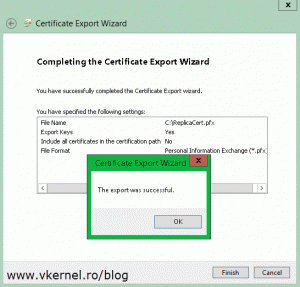 Certificate Export Wizard
Completing the Certificate Export Wizard
You have successfully completed the Certificate Export wizard.
You have specified the following settings:
File Name C:\ReplicaCert.pfx
Export Keys Yes
Include all certificates in the certification path No
File Format Personal Information Exchange (*.pfx
Certificate Export Wizard
The export was successful.
OK
www.vkernel.ro/blog
Finish Cancel